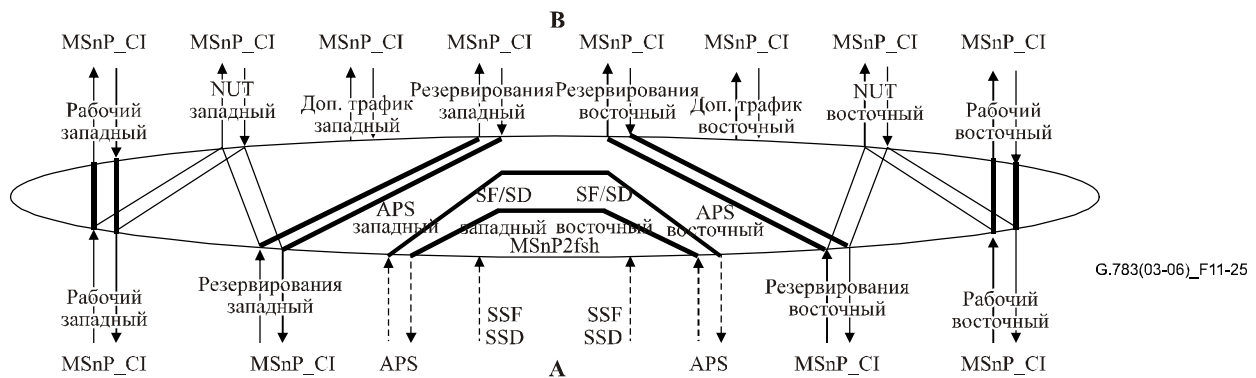 B
MSnP_CI MSnP_CI MSnP_CI MSnP_CI MSnP_CI MSnP_CI MSnP_CI MSnP_CI
Рабочий западный
NUT западный
Доп. трафик западный
Резервирования западный
Резервирования восточный
Доп. трафик восточный
NUT восточный
Рабочий восточный
APS западный
SF/SD западный
SF/SD восточный
APS восточный
MSnP2fsh
G.783(03-06)_F11-25
Рабочий западный
Резервирования западный
SSF
SSD
SSF
SSD
Резервирования восточный
Рабочий восточный
MSnP_CI MSnP_CI APS A APS MSnP_CI MSnP_CI